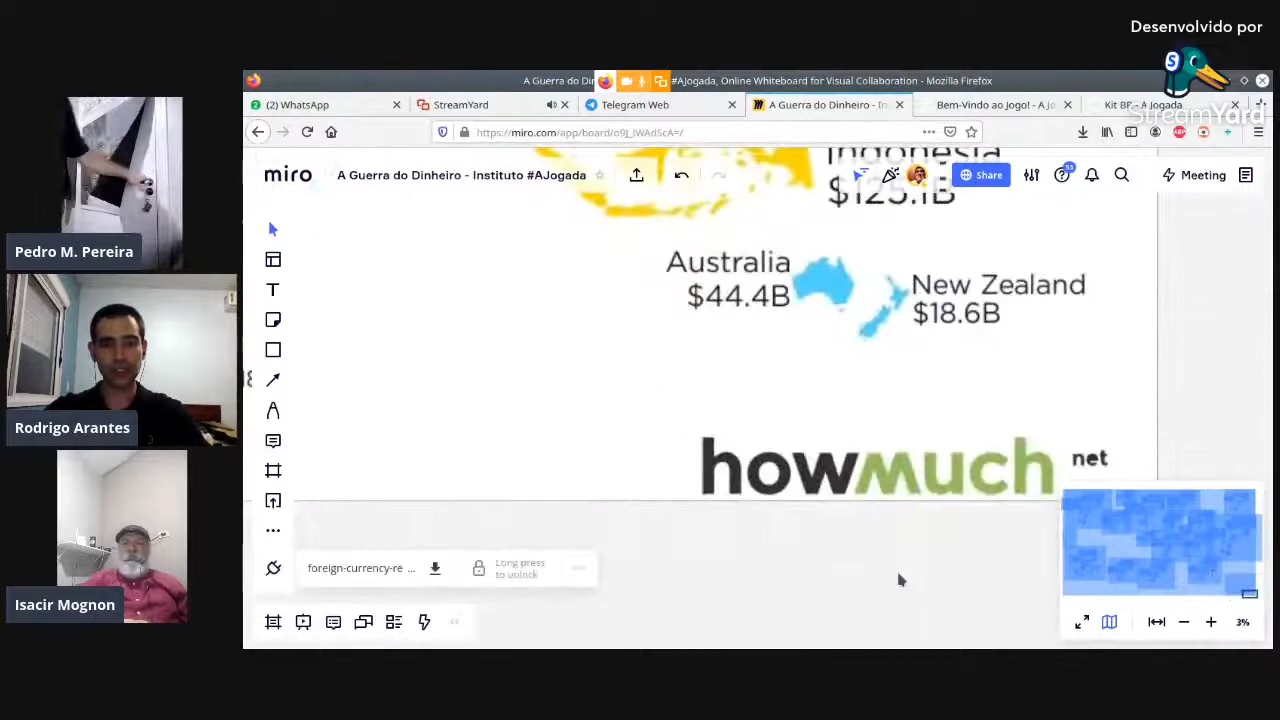 Desenvolvido por
StreamYard
A Guerra do Din
#AJogada, Online Whiteboard for Visual Collaboration - Mozilla Firefox
(2) WhatsApp
StreamYard
Telegram Web
A Guerra do Dinheiro - In
Bem-Vindo ao Jogo! - A Jo
Kit BP - A Jogada
https://miro.com/app/board/o9J_lWAdScA=/
miro
A Guerra do Dinheiro - Instituto #AJogada
Share
Meeting
Indonesia
$125.1B
Australia
$44.4B
New Zealand
$18.6B
howmuch net
foreign-currency-re ...
Long press
to unlock
3%
Pedro M. Pereira
Rodrigo Arantes
Isacir Mognon